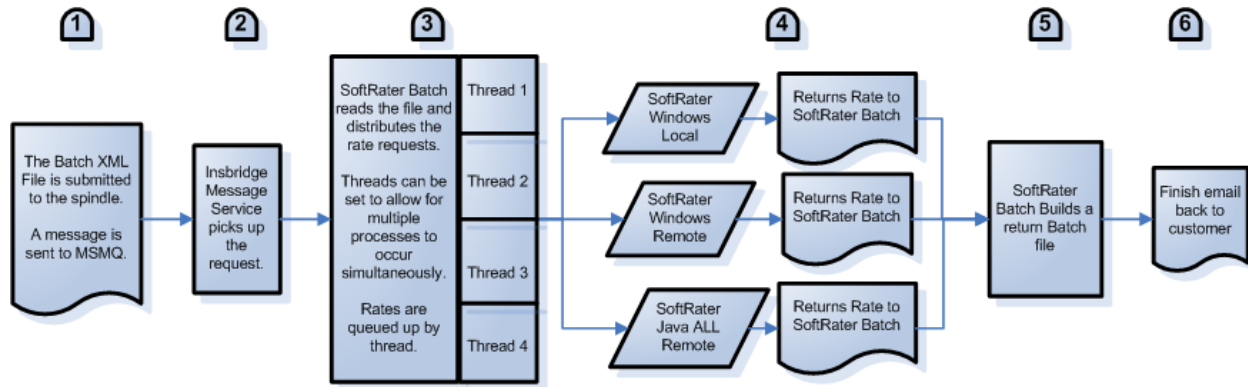 1
2
3
4
5
6
The Batch XML
File is submitted
to the spindle.
A message is
sent to MSMQ.
Insbridge
Message
Service
picks up
the
request.
SoftRater Batch
reads the file and
distributes the
rate requests.
Threads can be
set to allow for
multiple
processes to
occur
simultaneously.
Rates are
queued up by
thread.
Thread 1
Thread 2
Thread 3
Thread 4
SoftRater
Windows
Local
Returns Rate to
SoftRater Batch
SoftRater
Windows
Remote
Returns Rate to
SoftRater Batch
SoftRater
Java ALL
Remote
Returns Rate to
SoftRater Batch
SoftRater
Batch Builds a
return Batch
file
Finish email
back to
customer